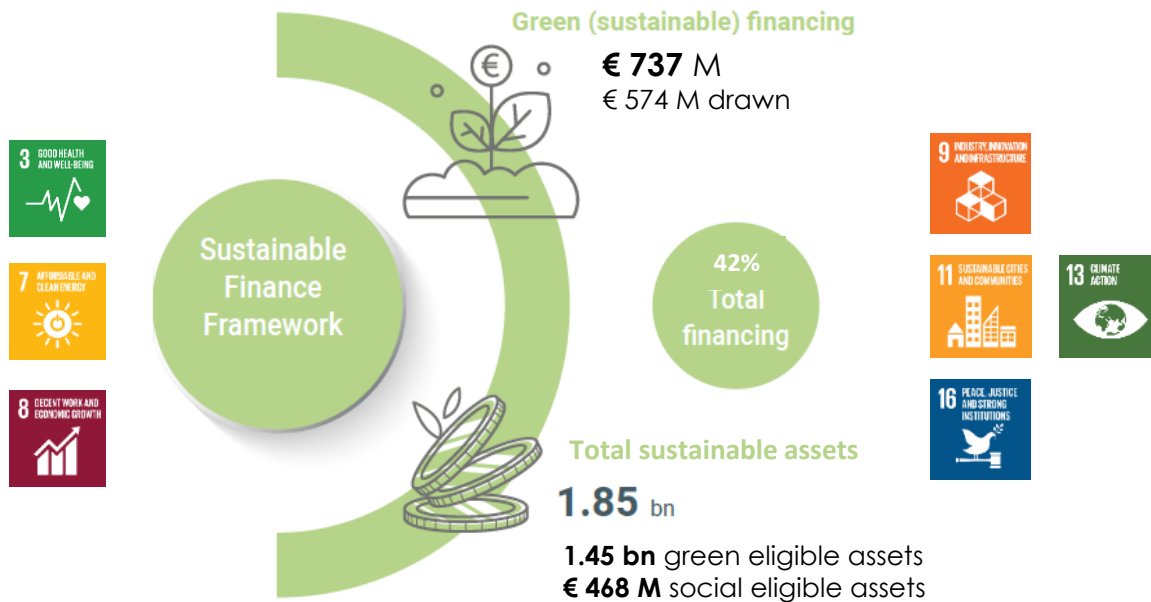 Green (sustainable) financing
€ 737 M
€ 574 M drawn
€
3 GOOD HEALTH
AND WELL-BEING
7 AFFORDABLE AND
CLEAN ENERGY
8 DECENT WORK AND
ECONOMIC GROWTH
Sustainable
Finance
Framework
42%
Total
financing
9 INDUSTRY, INNOVATION
AND INFRASTRUCTURE
11 SUSTAINABLE CITIES
AND COMMUNITIES
13 CLIMATE
ACTION
16 PEACE, JUSTICE
AND STRONG
INSTITUTIONS
Total sustainable assets
1.85 bn
1.45 bn green eligible assets
€ 468 M social eligible assets